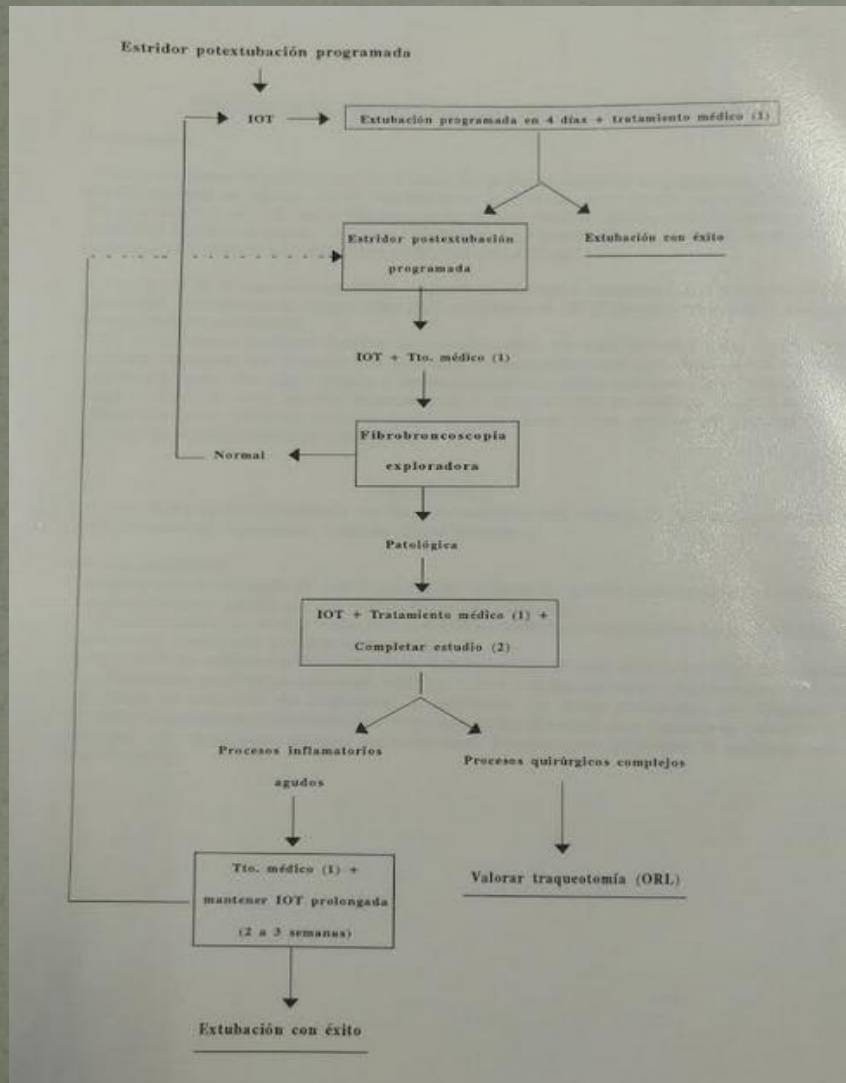 Estridor potextubación programada
IOT
Extubación programada en 4 días + tratamiento médico (1)
Estridor postextubación
programada
Extubación con éxito
IOT + Tto. médico (1)
Fibrobroncoscopia
exploradora
Normal
Patológica
IOT + Tratamiento médico (1) +
Completar estudio (2)
Procesos inflamatorios
agudos
Procesos quirúrgicos complejos
Tto. médico (1) +
mantener IOT prolongada
(2 a 3 semanas)
Valorar traqueotomía (ORL)
Extubación con éxito